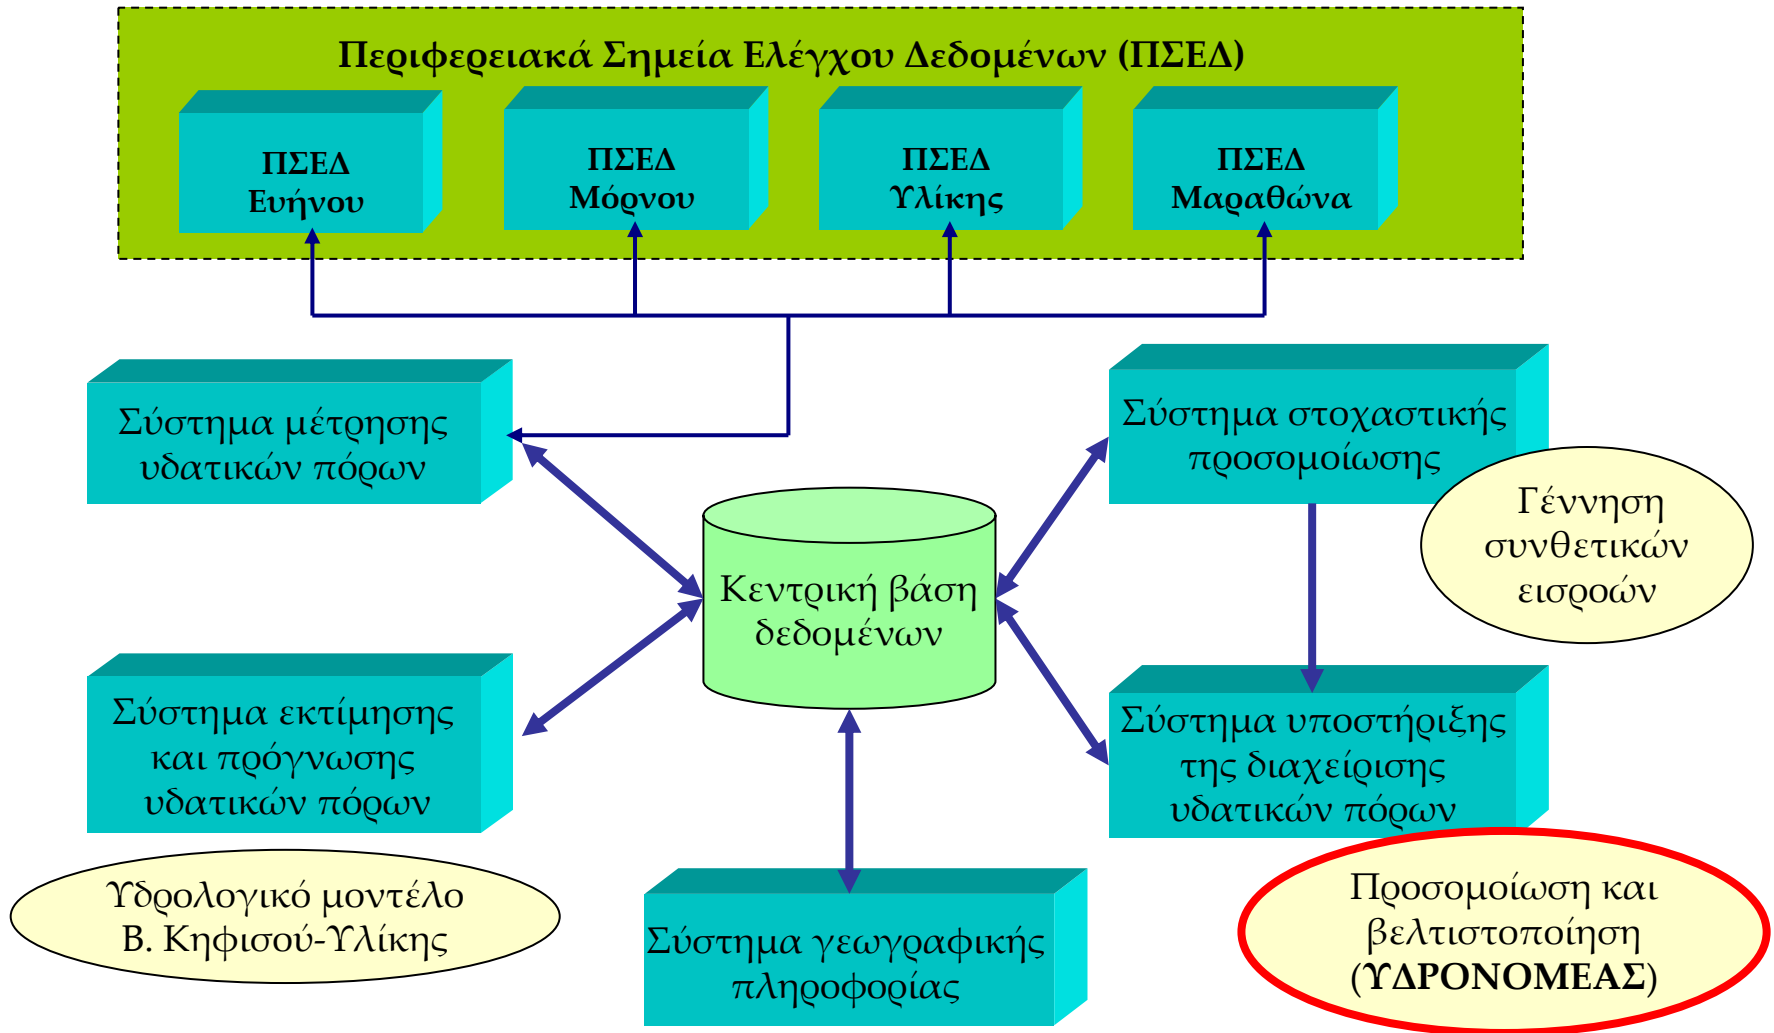 Περιφερειακά Σημεία Ελέγχου Δεδομένων (ΠΣΕΔ)
ΠΣΕΔ
Ευήνου
ΠΣΕΔ
Μόρνου
ΠΣΕΔ
Υλίκης
ΠΣΕΔ
Μαραθώνα
Σύστημα μέτρησης
υδατικών πόρων
Σύστημα στοχαστικής
προσομοίωσης
Γέννηση
συνθετικών
εισροών
Κεντρική βάση
δεδομένων
Σύστημα εκτίμησης
και πρόγνωσης
υδατικών πόρων
Σύστημα υποστήριξης
της διαχείρισης
υδατικών πόρων
Υδρολογικό μοντέλο
Β. Κηφισού-Υλίκης
Σύστημα γεωγραφικής
πληροφορίας
Προσομοίωση και
βελτιστοποίηση
(ΥΔΡΟΝΟΜΕΑΣ)